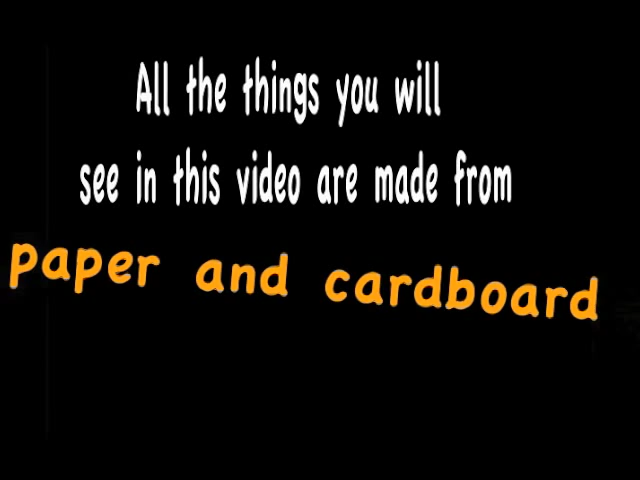 All the things you will
see in this video are made from
paper and cardboard